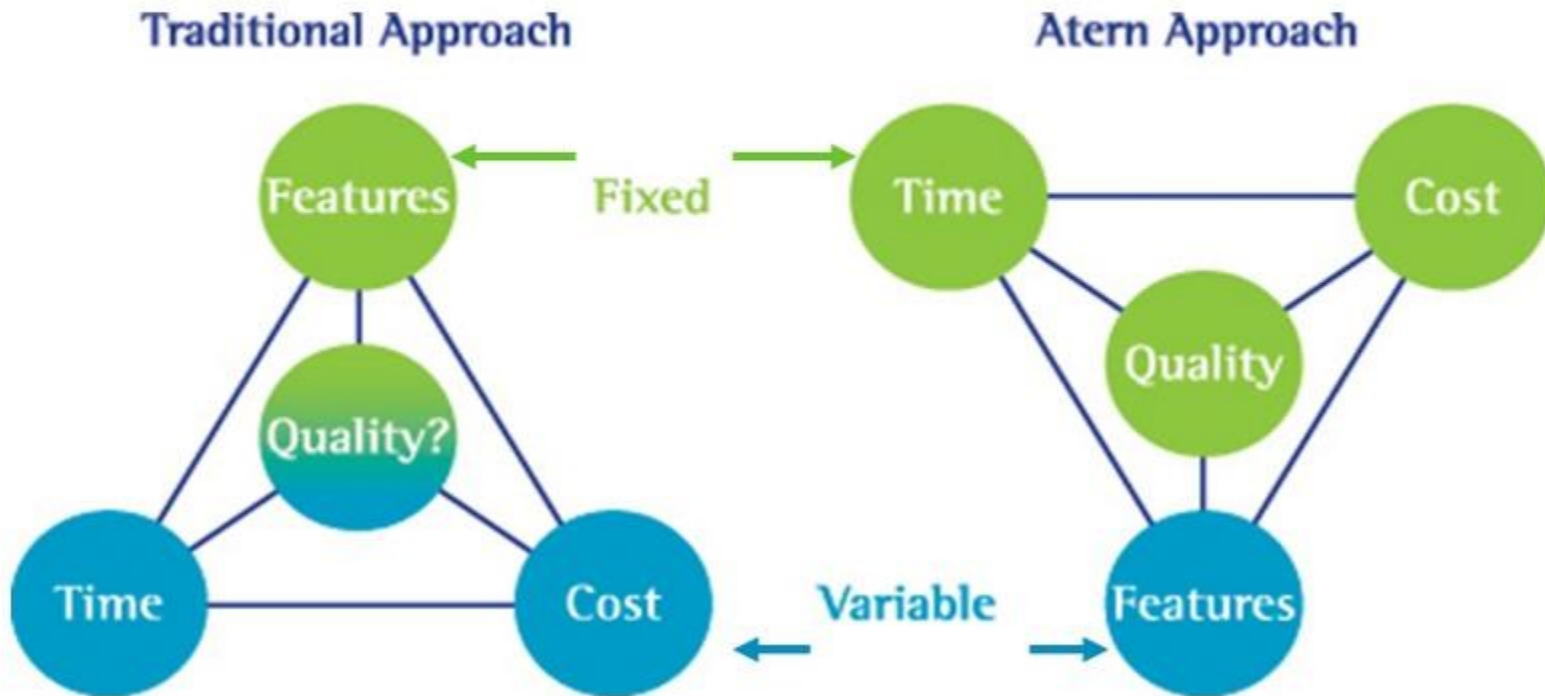 Traditional Approach
Atern Approach
Features
Fixed
Time
Cost
Quality?
Quality
Time
Cost
Variable
Features